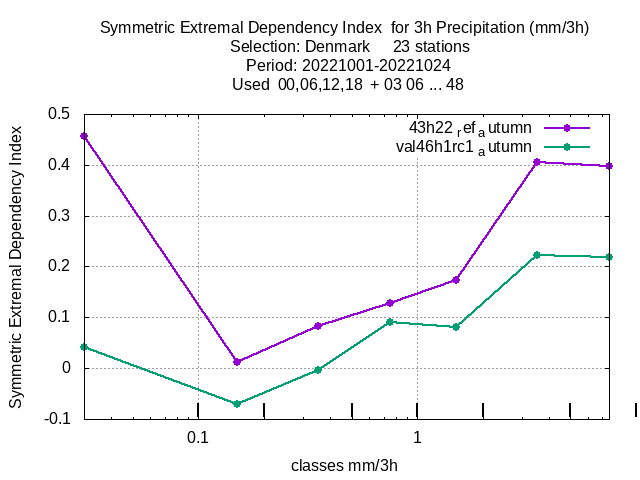 Symmetric Extremal Dependency Index  for 3h Precipitation (mm/3h)
Selection: Denmark     23 stations
Period: 20221001-20221024
Used  00,06,12,18  + 03 06 ... 48
43h22 ref a utumn
val46h1rc1 a utumn
Symmetric Extremal Dependency Index
0.5
0.4
0.3
0.2
0.1
0
-0.1
0.1
1
classes mm/3h